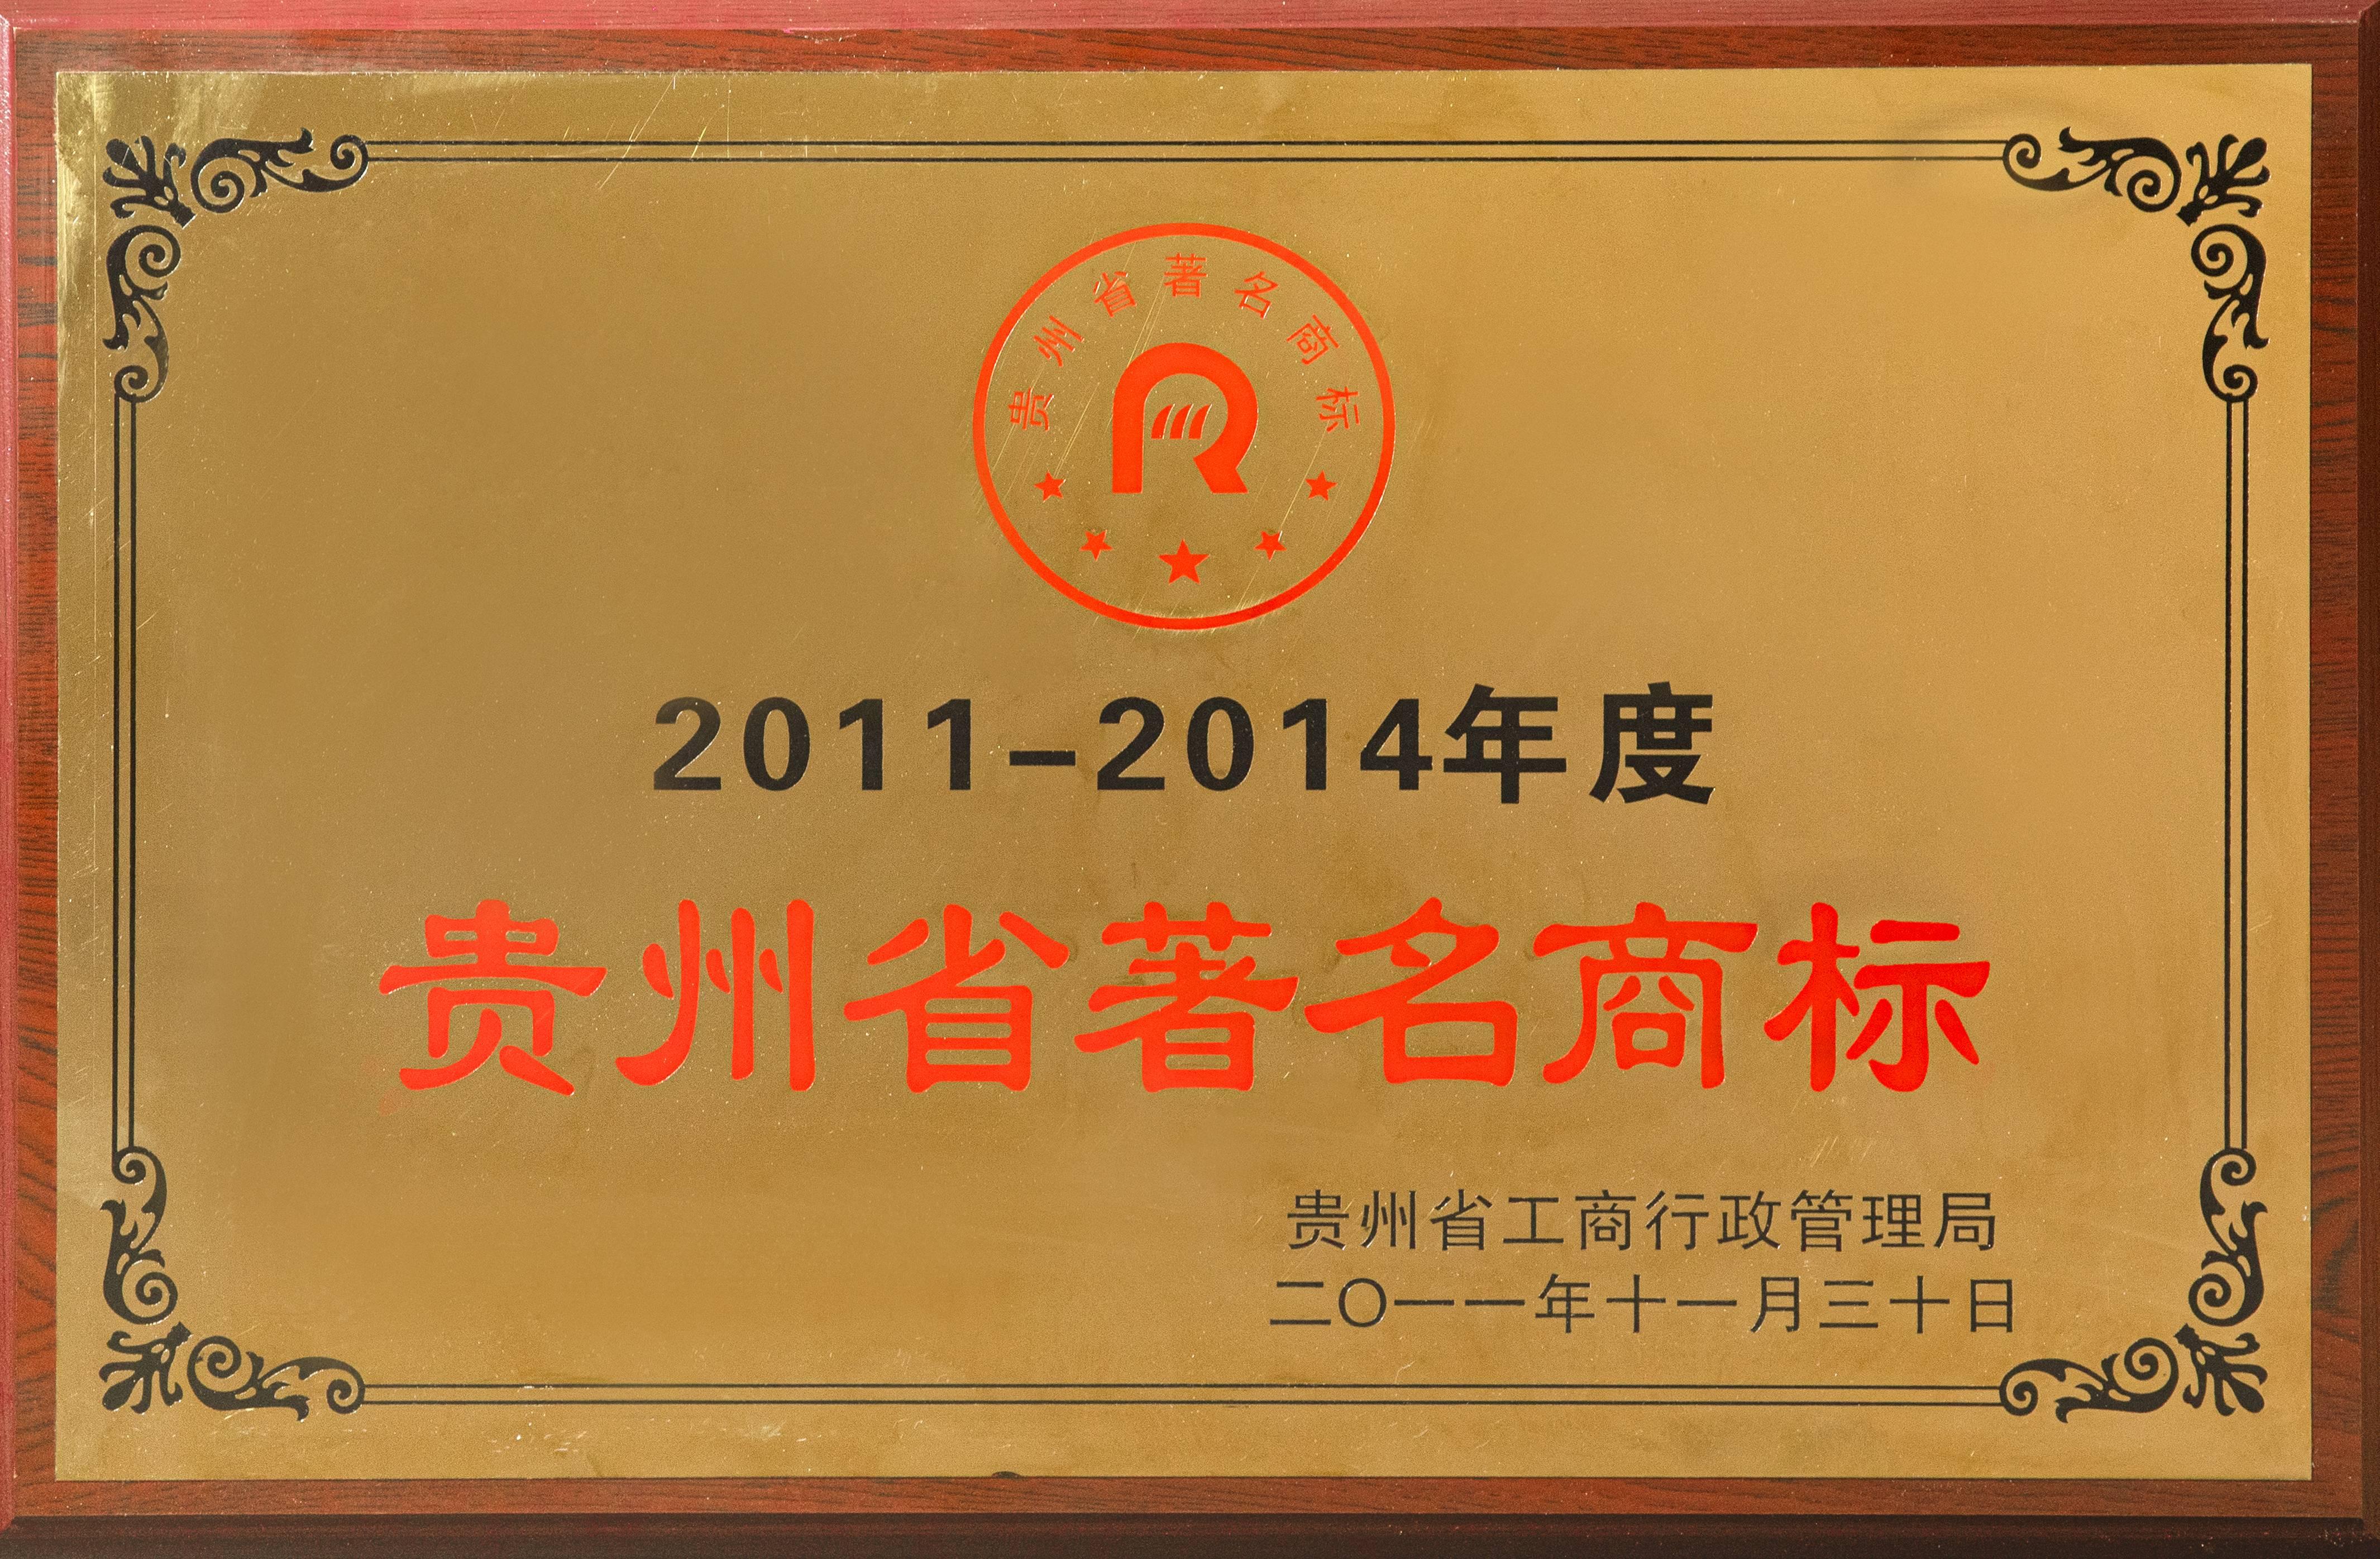 贵州省著名商标
2011-2014年度
贵州省著名商标
贵州省工商行政管理局
二〇一一年十一月三十日